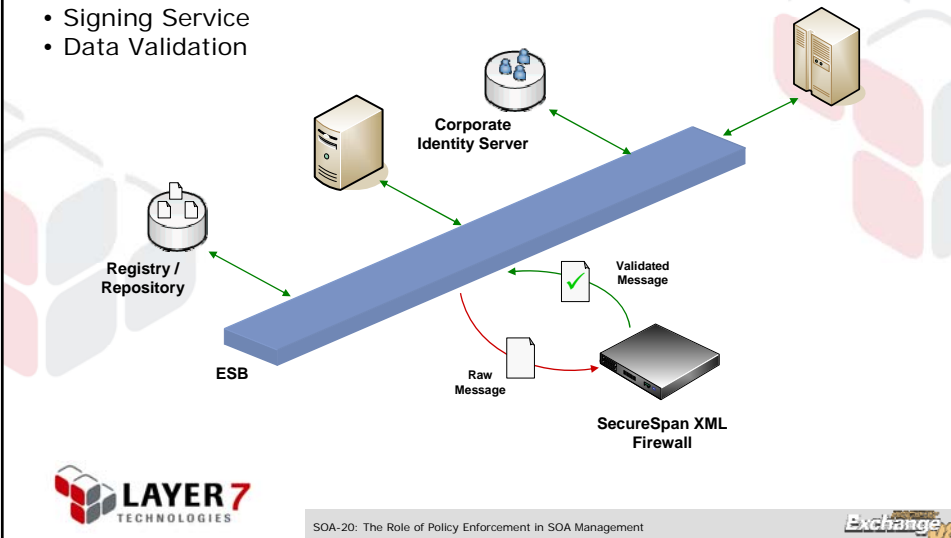 • Signing Service
• Data Validation
Corporate
Identity Server
Registry /
Repository
Validated
Message
ESB
Raw
Message
SecureSpan XML
Firewall
LAYER 7
TECHNOLOGIES
SOA-20: The Role of Policy Enforcement in SOA Management
Exchange